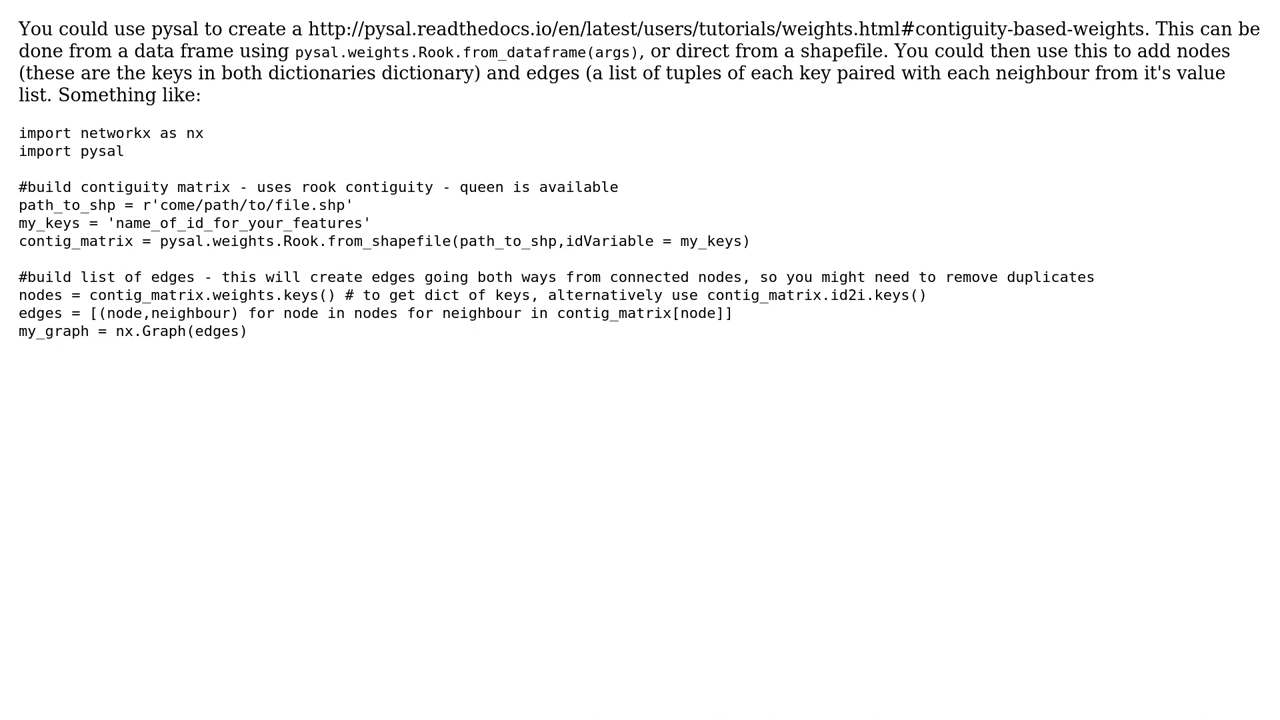 You could use pysal to create a http://pysal.readthedocs.io/en/latest/users/tutorials/weights.html#contiguity-based-weights. This can be
done from a data frame using pysal.weights.Rook.from_dataframe(args), or direct from a shapefile. You could then use this to add nodes
(these are the keys in both dictionaries dictionary) and edges (a list of tuples of each key paired with each neighbour from it's value
list. Something like:
import networkx as nx
import pysal
#build contiguity matrix - uses rook contiguity - queen is available
path_to_shp = r'come/path/to/file.shp'
my_keys = 'name_of_id_for_your_features'
contig_matrix = pysal.weights.Rook.from_shapefile(path_to_shp,idVariable = my_keys)
#build list of edges - this will create edges going both ways from connected nodes, so you might need to remove duplicates
nodes = contig_matrix.weights.keys() # to get dict of keys, alternatively use contig_matrix.id2i.keys()
edges = [(node,neighbour) for node in nodes for neighbour in contig_matrix[node]]
my_graph = nx.Graph(edges)